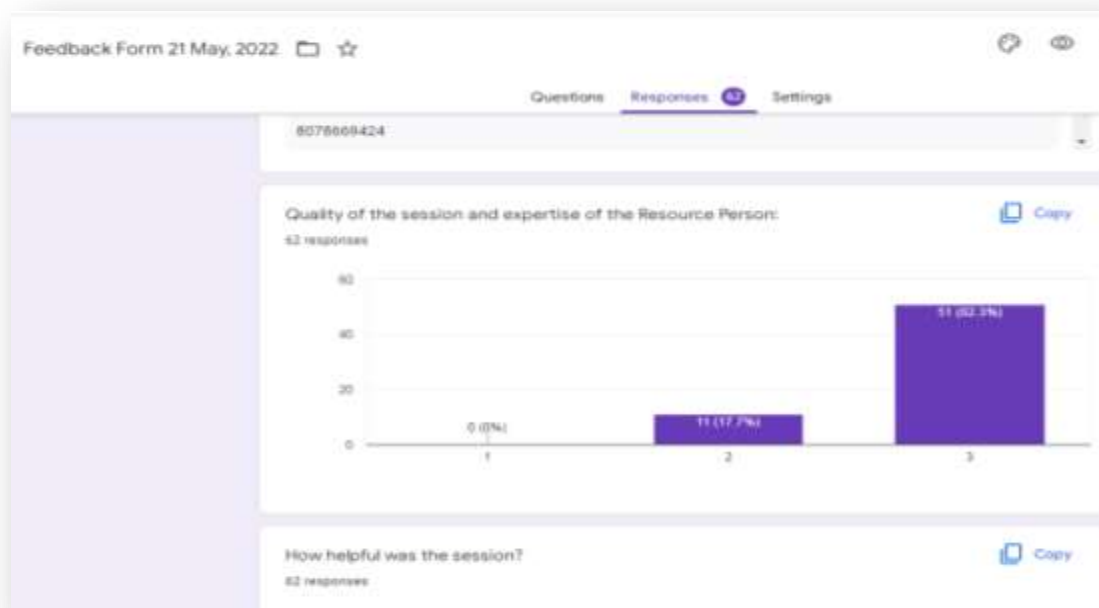 Feedback Form 21 May, 2022
Questions Responses 62 Settings
8078669424
Quality of the session and expertise of the Resource Person:
Copy
62 responses
60
40
20
0
0 (0%)
11 (17.7%)
51 (82.3%)
1 2 3
How helpful was the session?
Copy
62 responses